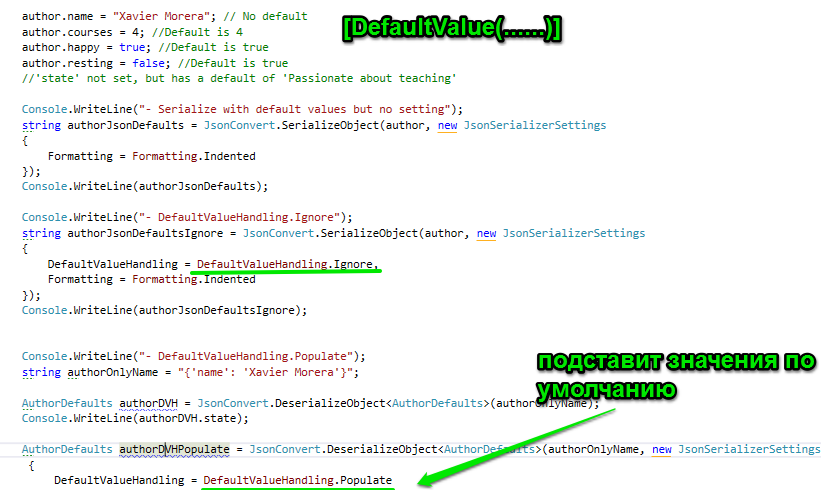 author.name = "Xavier Morera"; // No default
[DefaultValue(......)]
author.courses = 4; //Default is 4
author.happy = true; //Default is true
author.resting = false; //Default is true
//'state' not set, but has a default of 'Passionate about teaching'
Console.WriteLine("- Serialize with default values but no setting");
string authorJsonDefaults = JsonConvert.SerializeObject(author, new JsonSerializerSettings
{
Formatting = Formatting.Indented
});
Console.WriteLine(authorJsonDefaults);
Console.WriteLine("- DefaultValueHandling.Ignore");
string authorJsonDefaultsIgnore = JsonConvert.SerializeObject(author, new JsonSerializerSettings
{
DefaultValueHandling = DefaultValueHandling.Ignore,
Formatting = Formatting.Indented
});
Console.WriteLine(authorJsonDefaultsIgnore);
Console.WriteLine("- DefaultValueHandling.Populate");
string authorOnlyName = "{'name': 'Xavier Morera'}";
подставит значения по
умолчанию
AuthorDefaults authorDVH = JsonConvert.DeserializeObject<AuthorDefaults>(authorOnlyName);
Console.WriteLine(authorDVH.state);
AuthorDefaults authorDVHPopulate = JsonConvert.DeserializeObject<AuthorDefaults>(authorOnlyName, new JsonSerializerSettings
{
DefaultValueHandling = DefaultValueHandling.Populate